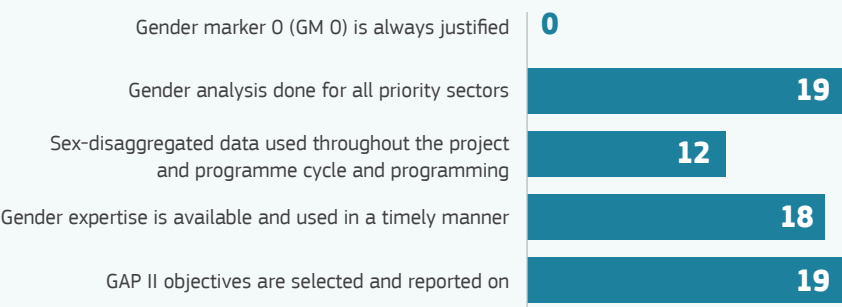 Gender marker 0 (GM 0) is always justified 0
Gender analysis done for all priority sectors 19
Sex-disaggregated data used throughout the project
and programme cycle and programming 12
Gender expertise is available and used in a timely manner 18
GAP II objectives are selected and reported on 19